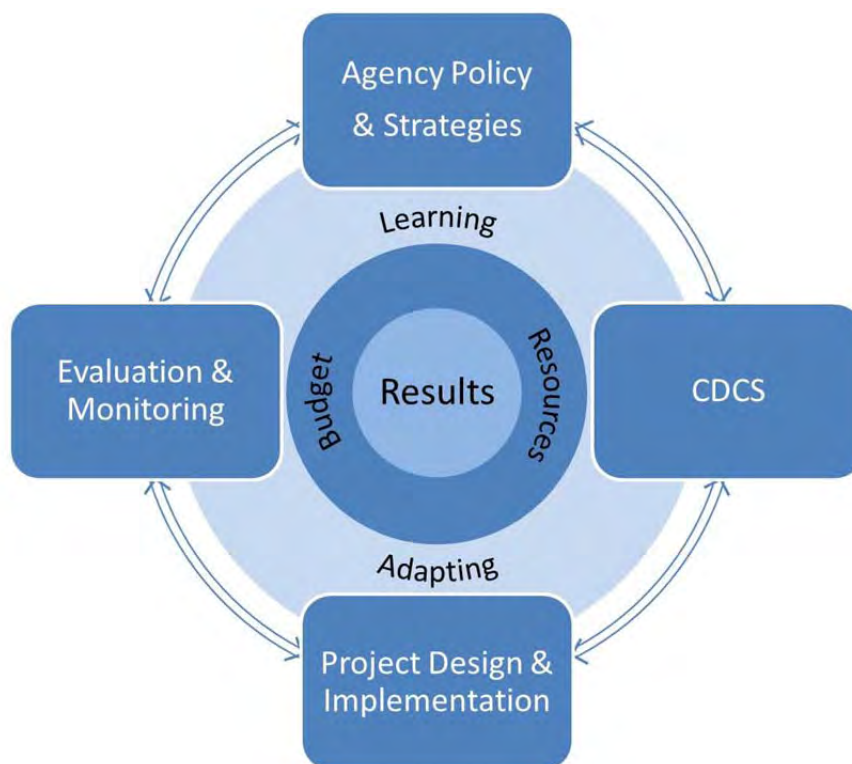 Agency Policy
& Strategies
Learning
Evaluation &
Monitoring
Budget
Results
Resources
CDCS
Adapting
Project Design &
Implementation